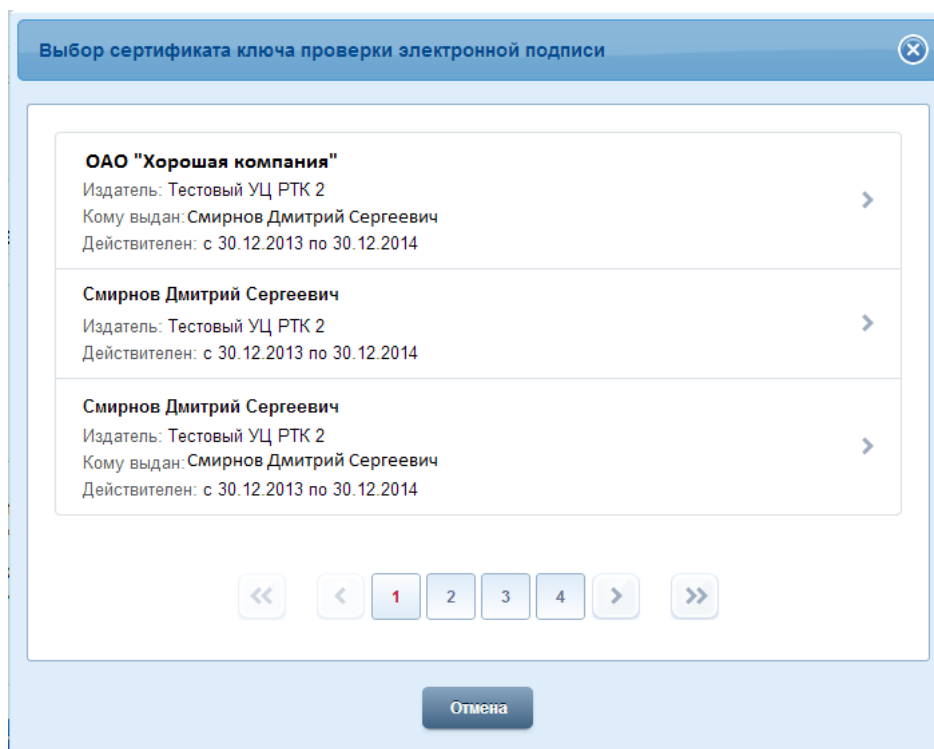 Выбор сертификата ключа проверки электронной подписи
ОАО "Хорошая компания"
Издатель: Тестовый УЦ РТК 2
Кому выдан: Смирнов Дмитрий Сергеевич
Действителен: с 30.12.2013 по 30.12.2014
Смирнов Дмитрий Сергеевич
Издатель: Тестовый УЦ РТК 2
Действителен: с 30.12.2013 по 30.12.2014
Смирнов Дмитрий Сергеевич
Издатель: Тестовый УЦ РТК 2
Кому выдан: Смирнов Дмитрий Сергеевич
Действителен: с 30.12.2013 по 30.12.2014
1 2 3 4
Отмена